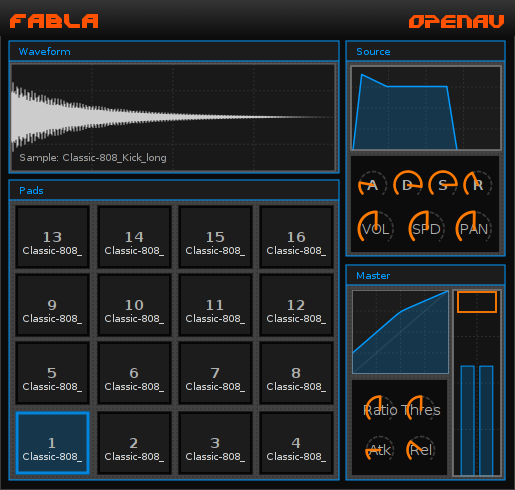 FABLA
OPENAV
Waveform
Sample: Classic-808_Kick_long
Source
A D S R
VOL SPD PAN
Pads
13 14 15 16
Classic-808_ Classic-808_ Classic-808_ Classic-808_
9 10 11 12
Classic-808_ Classic-808_ Classic-808_ Classic-808_
5 6 7 8
Classic-808_ Classic-808_ Classic-808_ Classic-808_
1 2 3 4
Classic-808_ Classic-808_ Classic-808_ Classic-808_
Master
Ratio Thres
Atk Rel